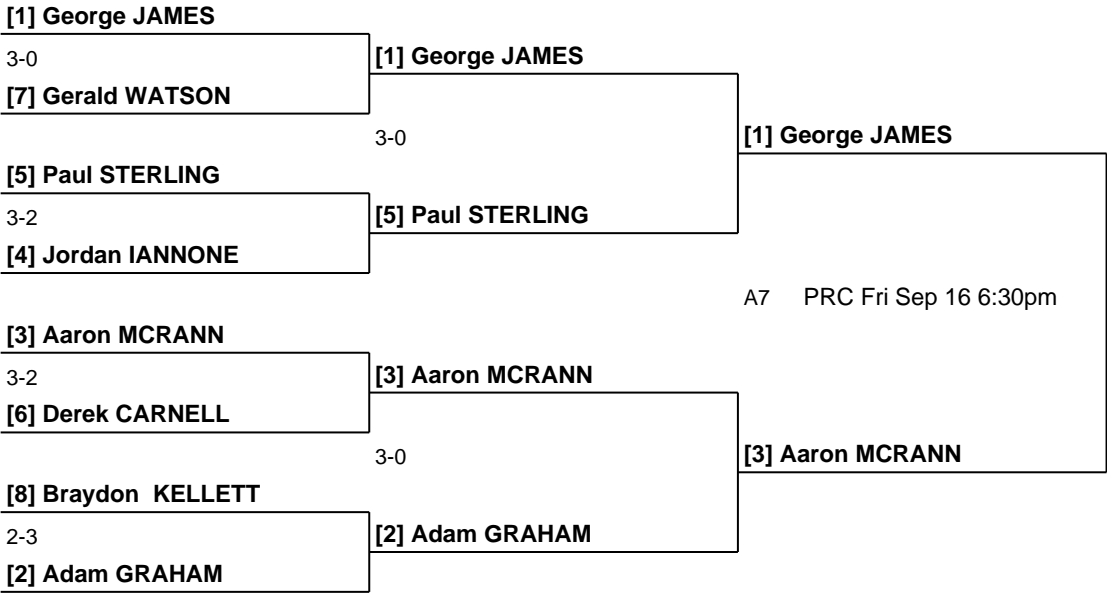 [1] George JAMES
3-0
[1] George JAMES
[7] Gerald WATSON
3-0
[1] George JAMES
[5] Paul STERLING
3-2
[5] Paul STERLING
[4] Jordan IANNONE
A7 PRC Fri Sep 16 6:30pm
[3] Aaron MCRANN
3-2
[3] Aaron MCRANN
[6] Derek CARNELL
3-0
[3] Aaron MCRANN
[8] Braydon  KELLETT
2-3
[2] Adam GRAHAM
[2] Adam GRAHAM